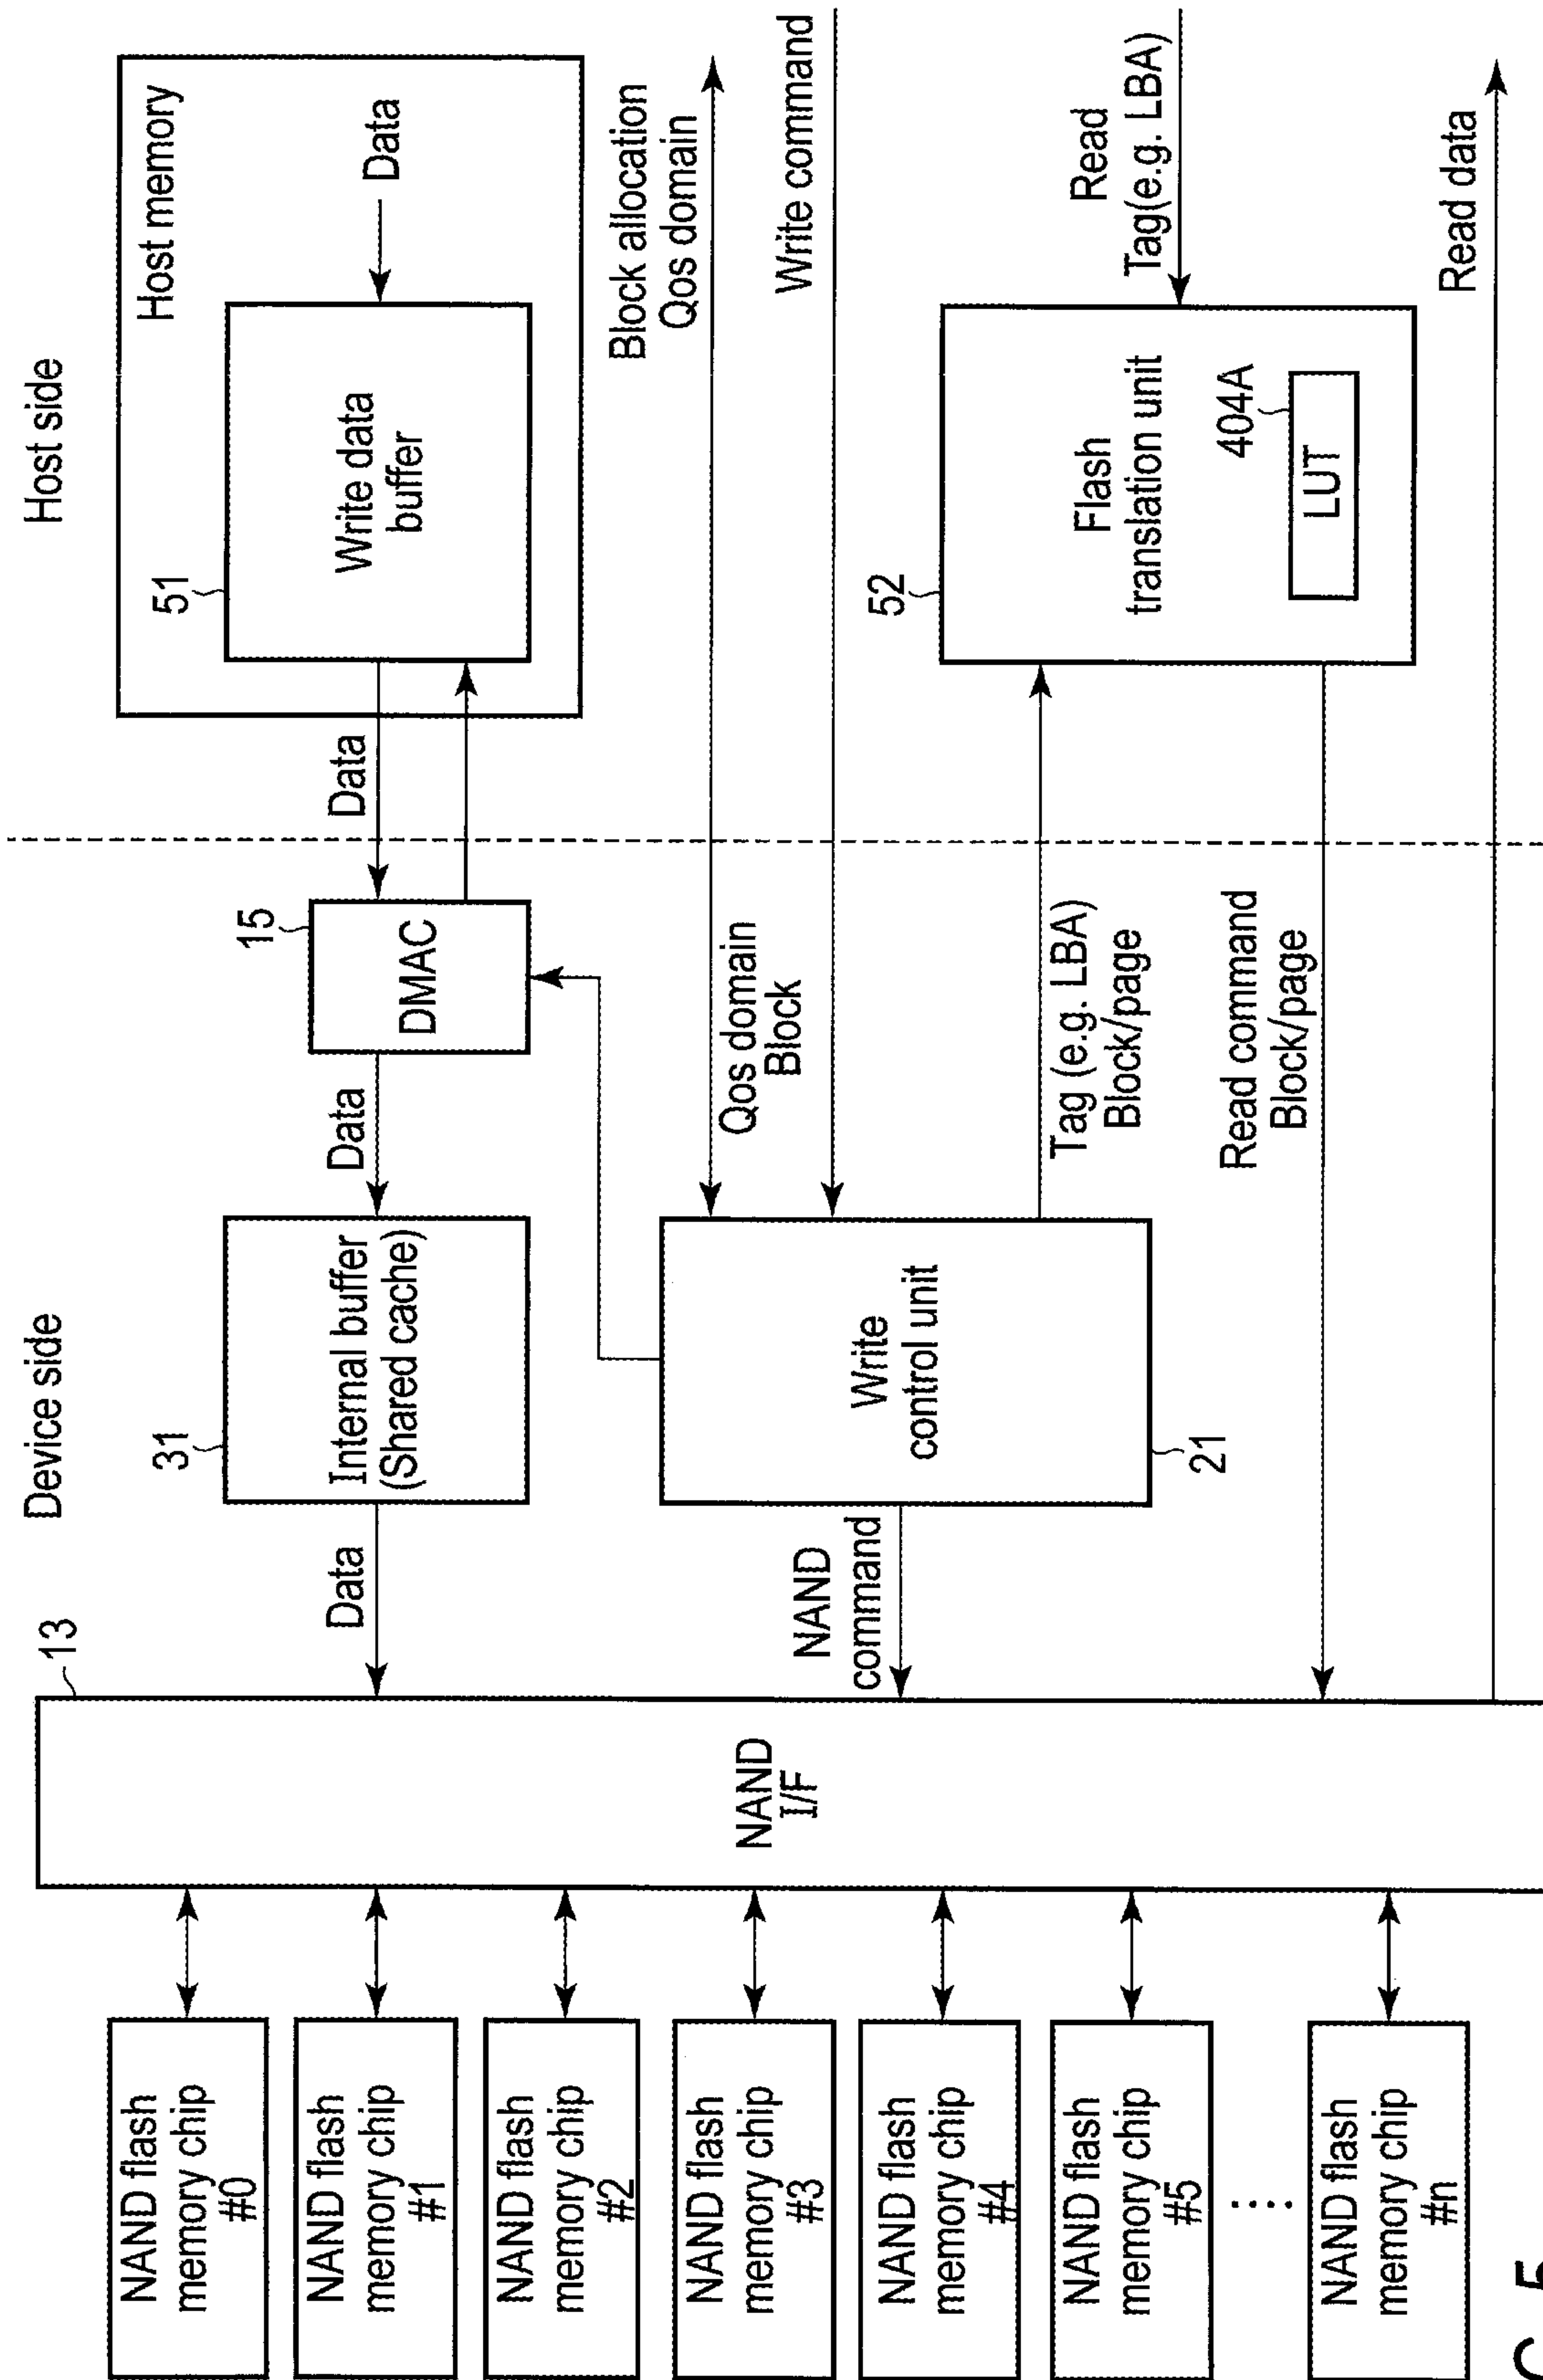 Device side
Host side
13
NAND flash
memory chip
#0
NAND flash
memory chip
#1
NAND flash
memory chip
#2
NAND flash
memory chip
#3
NAND flash
memory chip
#4
NAND flash
memory chip
#5
NAND flash
memory chip
#n
NAND
I/F
Data
31
Internal buffer
(Shared cache)
Data
15
DMAC
Data
Host memory
51
Write data
buffer
Data
NAND
command
Write
control unit
21
Qos domain
Block
Block allocation
Qos domain
Write command
Tag (e.g. LBA)
Block/page
Read command
Block/page
52
Flash
translation unit
404A
LUT
Read
Tag(e.g. LBA)
Read data